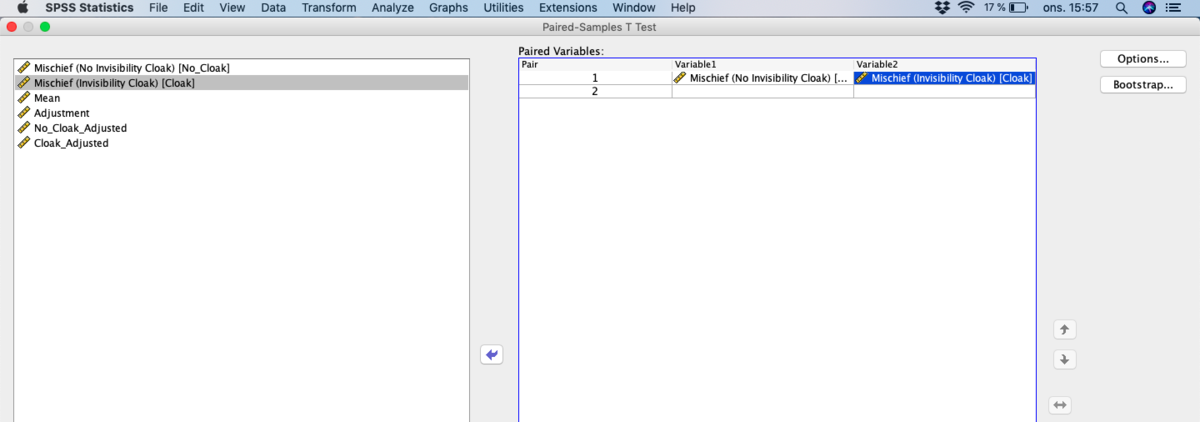 SPSS Statistics File Edit View Data Transform Analyze Graphs Utilities Extensions Window Help 17 % ons. 15:57
Paired-Samples T Test
Mischief (No Invisibility Cloak) [No_Cloak]
Mischief (Invisibility Cloak) [Cloak]
Mean
Adjustment
No_Cloak_Adjusted
Cloak_Adjusted
Paired Variables:
Pair Variable1 Variable2
1 Mischief (No Invisibility Cloak) [... Mischief (Invisibility Cloak) [Cloak]
2
Options...
Bootstrap...